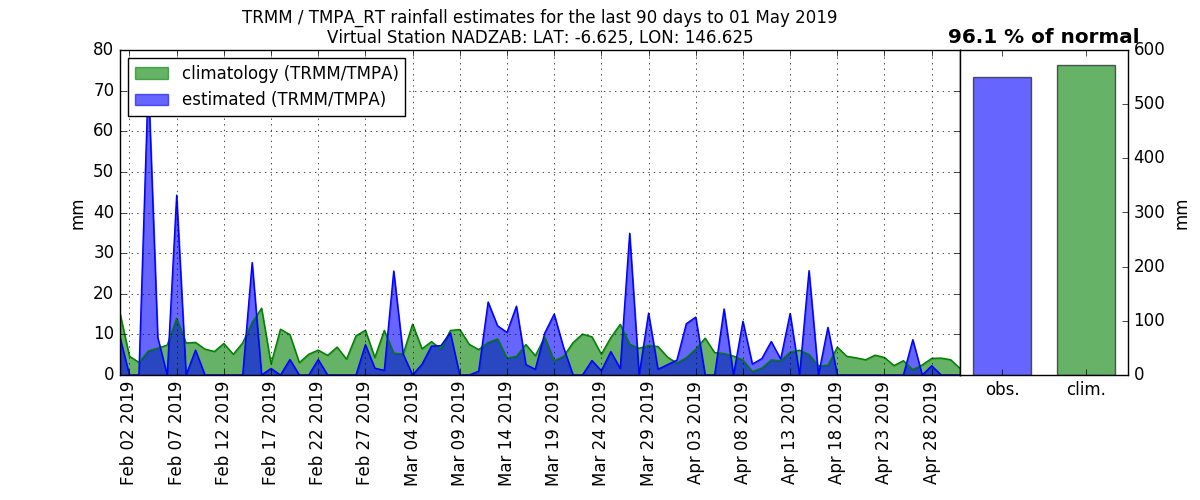 TRMM / TMPA_RT rainfall estimates for the last 90 days to 01 May 2019
Virtual Station NADZAB: LAT: -6.625, LON: 146.625
96.1 % of normal
climatology (TRMM/TMPA)
estimated (TRMM/TMPA)
80
70
60
50
40
30
20
10
0
mm
600
500
400
300
200
100
0
mm
obs.
clim.
Feb 02 2019
Feb 07 2019
Feb 12 2019
Feb 17 2019
Feb 22 2019
Feb 27 2019
Mar 04 2019
Mar 09 2019
Mar 14 2019
Mar 19 2019
Mar 24 2019
Mar 29 2019
Apr 03 2019
Apr 08 2019
Apr 13 2019
Apr 18 2019
Apr 23 2019
Apr 28 2019